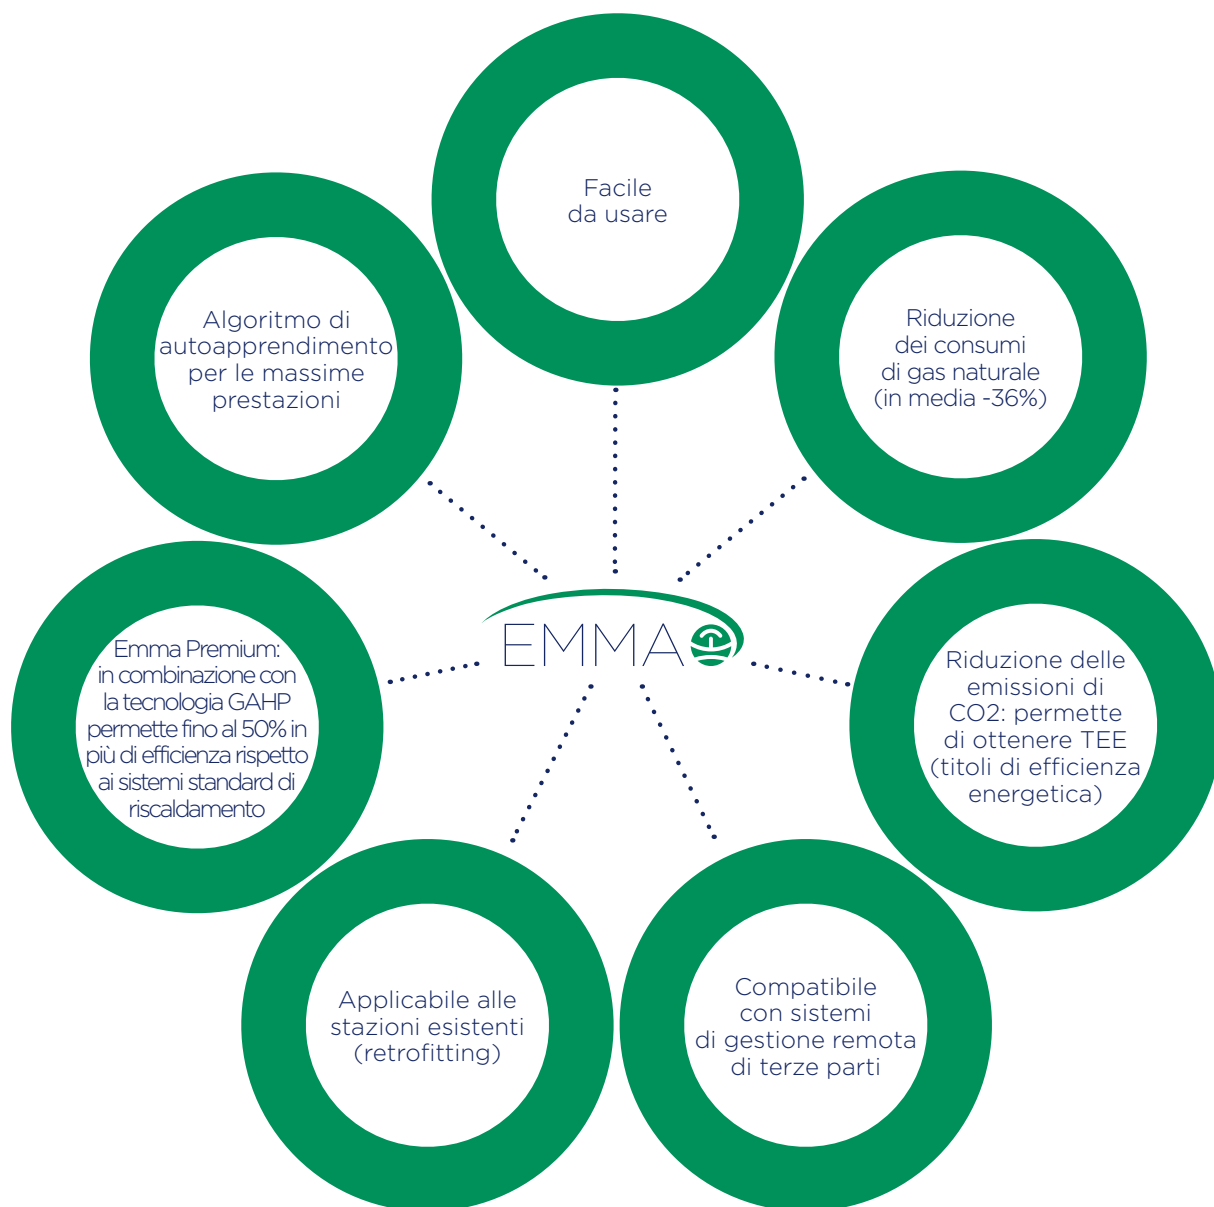 Facile
da usare
Riduzione
dei consumi
di gas naturale
(in media -36%)
Riduzione delle
emissioni di
CO2: permette
di ottenere TEE
(titoli di efficienza
energetica)
Compatibile
con sistemi
di gestione remota
di terze parti
Applicabile alle
stazioni esistenti
(retrofitting)
Emma Premium:
in combinazione con
la tecnologia GAHP
permette fino al 50% in
più di efficienza rispetto
ai sistemi standard di
riscaldamento
Algoritmo di
autoapprendimento
per le massime
prestazioni
EMMA